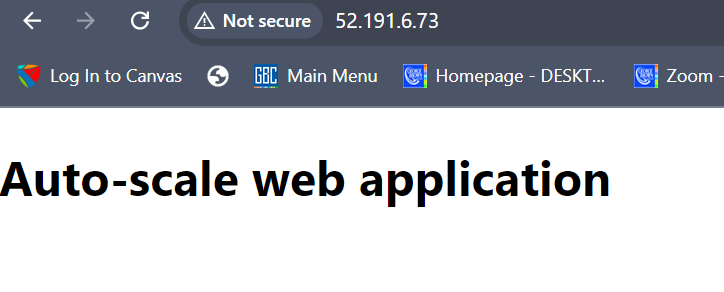 Not secure 52.191.6.73
Log In to Canvas GBC Main Menu Homepage - DESKT... Zoom -
Auto-scale web application